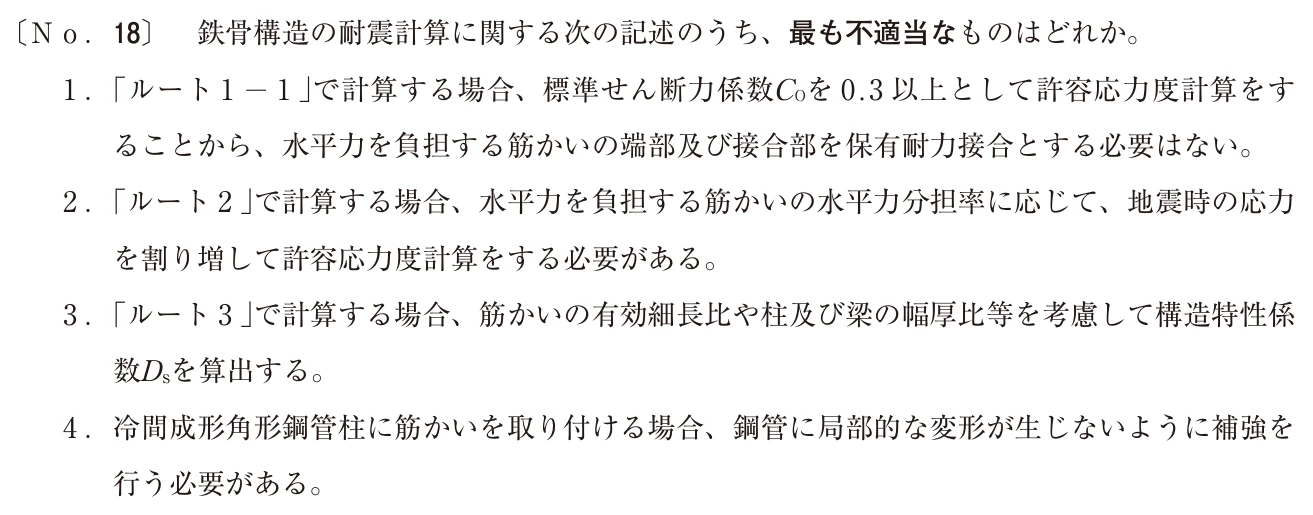 〔Ｎｏ．18〕　鉄骨構造の耐震計算に関する次の記述のうち、最も不適当なものはどれか。
１．「ルート１－１」で計算する場合、標準せん断力係数C₀を 0.3 以上として許容応力度計算をす
ることから、水平力を負担する筋かいの端部及び接合部を保有耐力接合とする必要はない。
２．「ルート２」で計算する場合、水平力を負担する筋かいの水平力分担率に応じて、地震時の応力
を割り増して許容応力度計算をする必要がある。
３．「ルート３」で計算する場合、筋かいの有効細長比や柱及び梁の幅厚比等を考慮して構造特性係
数Dsを算出する。
４．冷間成形角形鋼管柱に筋かいを取り付ける場合、鋼管に局部的な変形が生じないように補強を
行う必要がある。